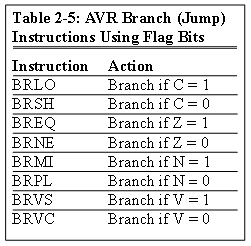 Table 2-5: AVR Branch (Jump)
Instructions Using Flag Bits
Instruction Action
BRLO Branch if C = 1
BRSH Branch if C = 0
BREQ Branch if Z = 1
BRNE Branch if Z = 0
BRMI Branch if N = 1
BRPL Branch if N = 0
BRVS Branch if V = 1
BRVC Branch if V = 0